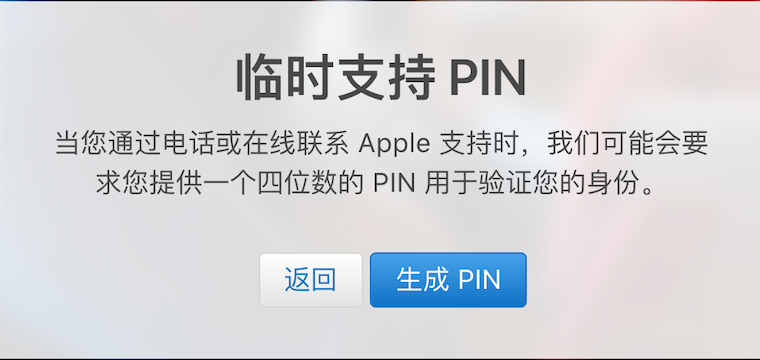 临时支持 PIN
当您通过电话或在线联系 Apple 支持时，我们可能会要
求您提供一个四位数的 PIN 用于验证您的身份。
返回
生成 PIN